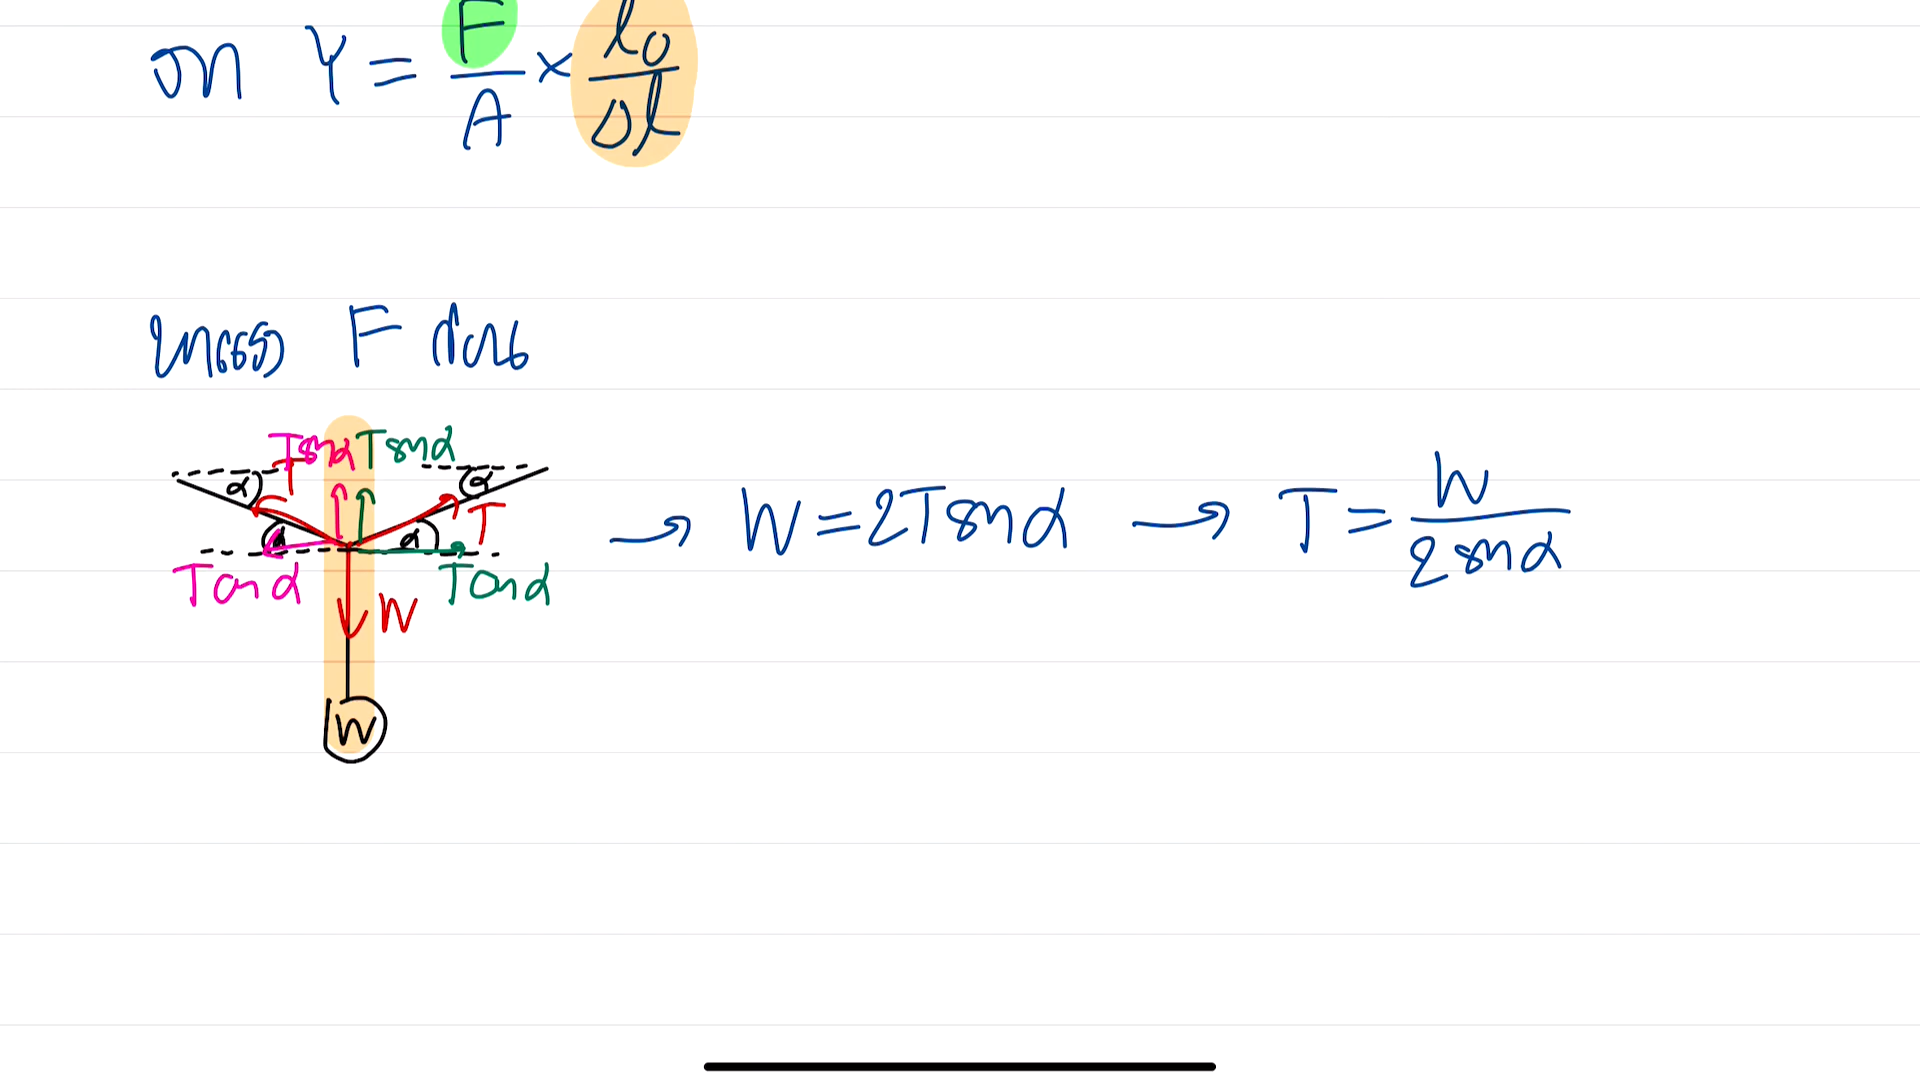 จาก Y = F/A × l₀/Δl
หาแรง F ก่อน
Tsinα Tsinα
α T α T
α α
Tcosα Tcosα
W
W
→ W = 2Tsinα → T = W/2sinα